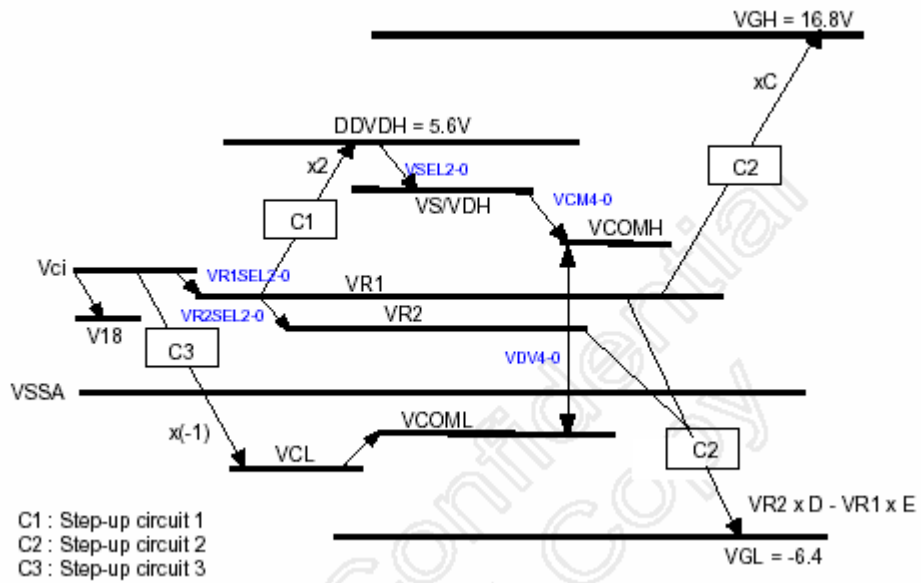 VGH = 16.8V
xC
DDVDH = 5.6V
x2
VSEL2-0
C2
VS/VDH
VCM4-0
C1
VCOMH
Vci
VR1SEL2-0
VR1
VR2SEL2-0
VR2
V18
C3
VDV4-0
VSSA
x(-1)
VCOML
VCL
C2
VR2 x D - VR1 x E
VGL = -6.4
C1 : Step-up circuit 1
C2 : Step-up circuit 2
C3 : Step-up circuit 3
Confidential
Copy